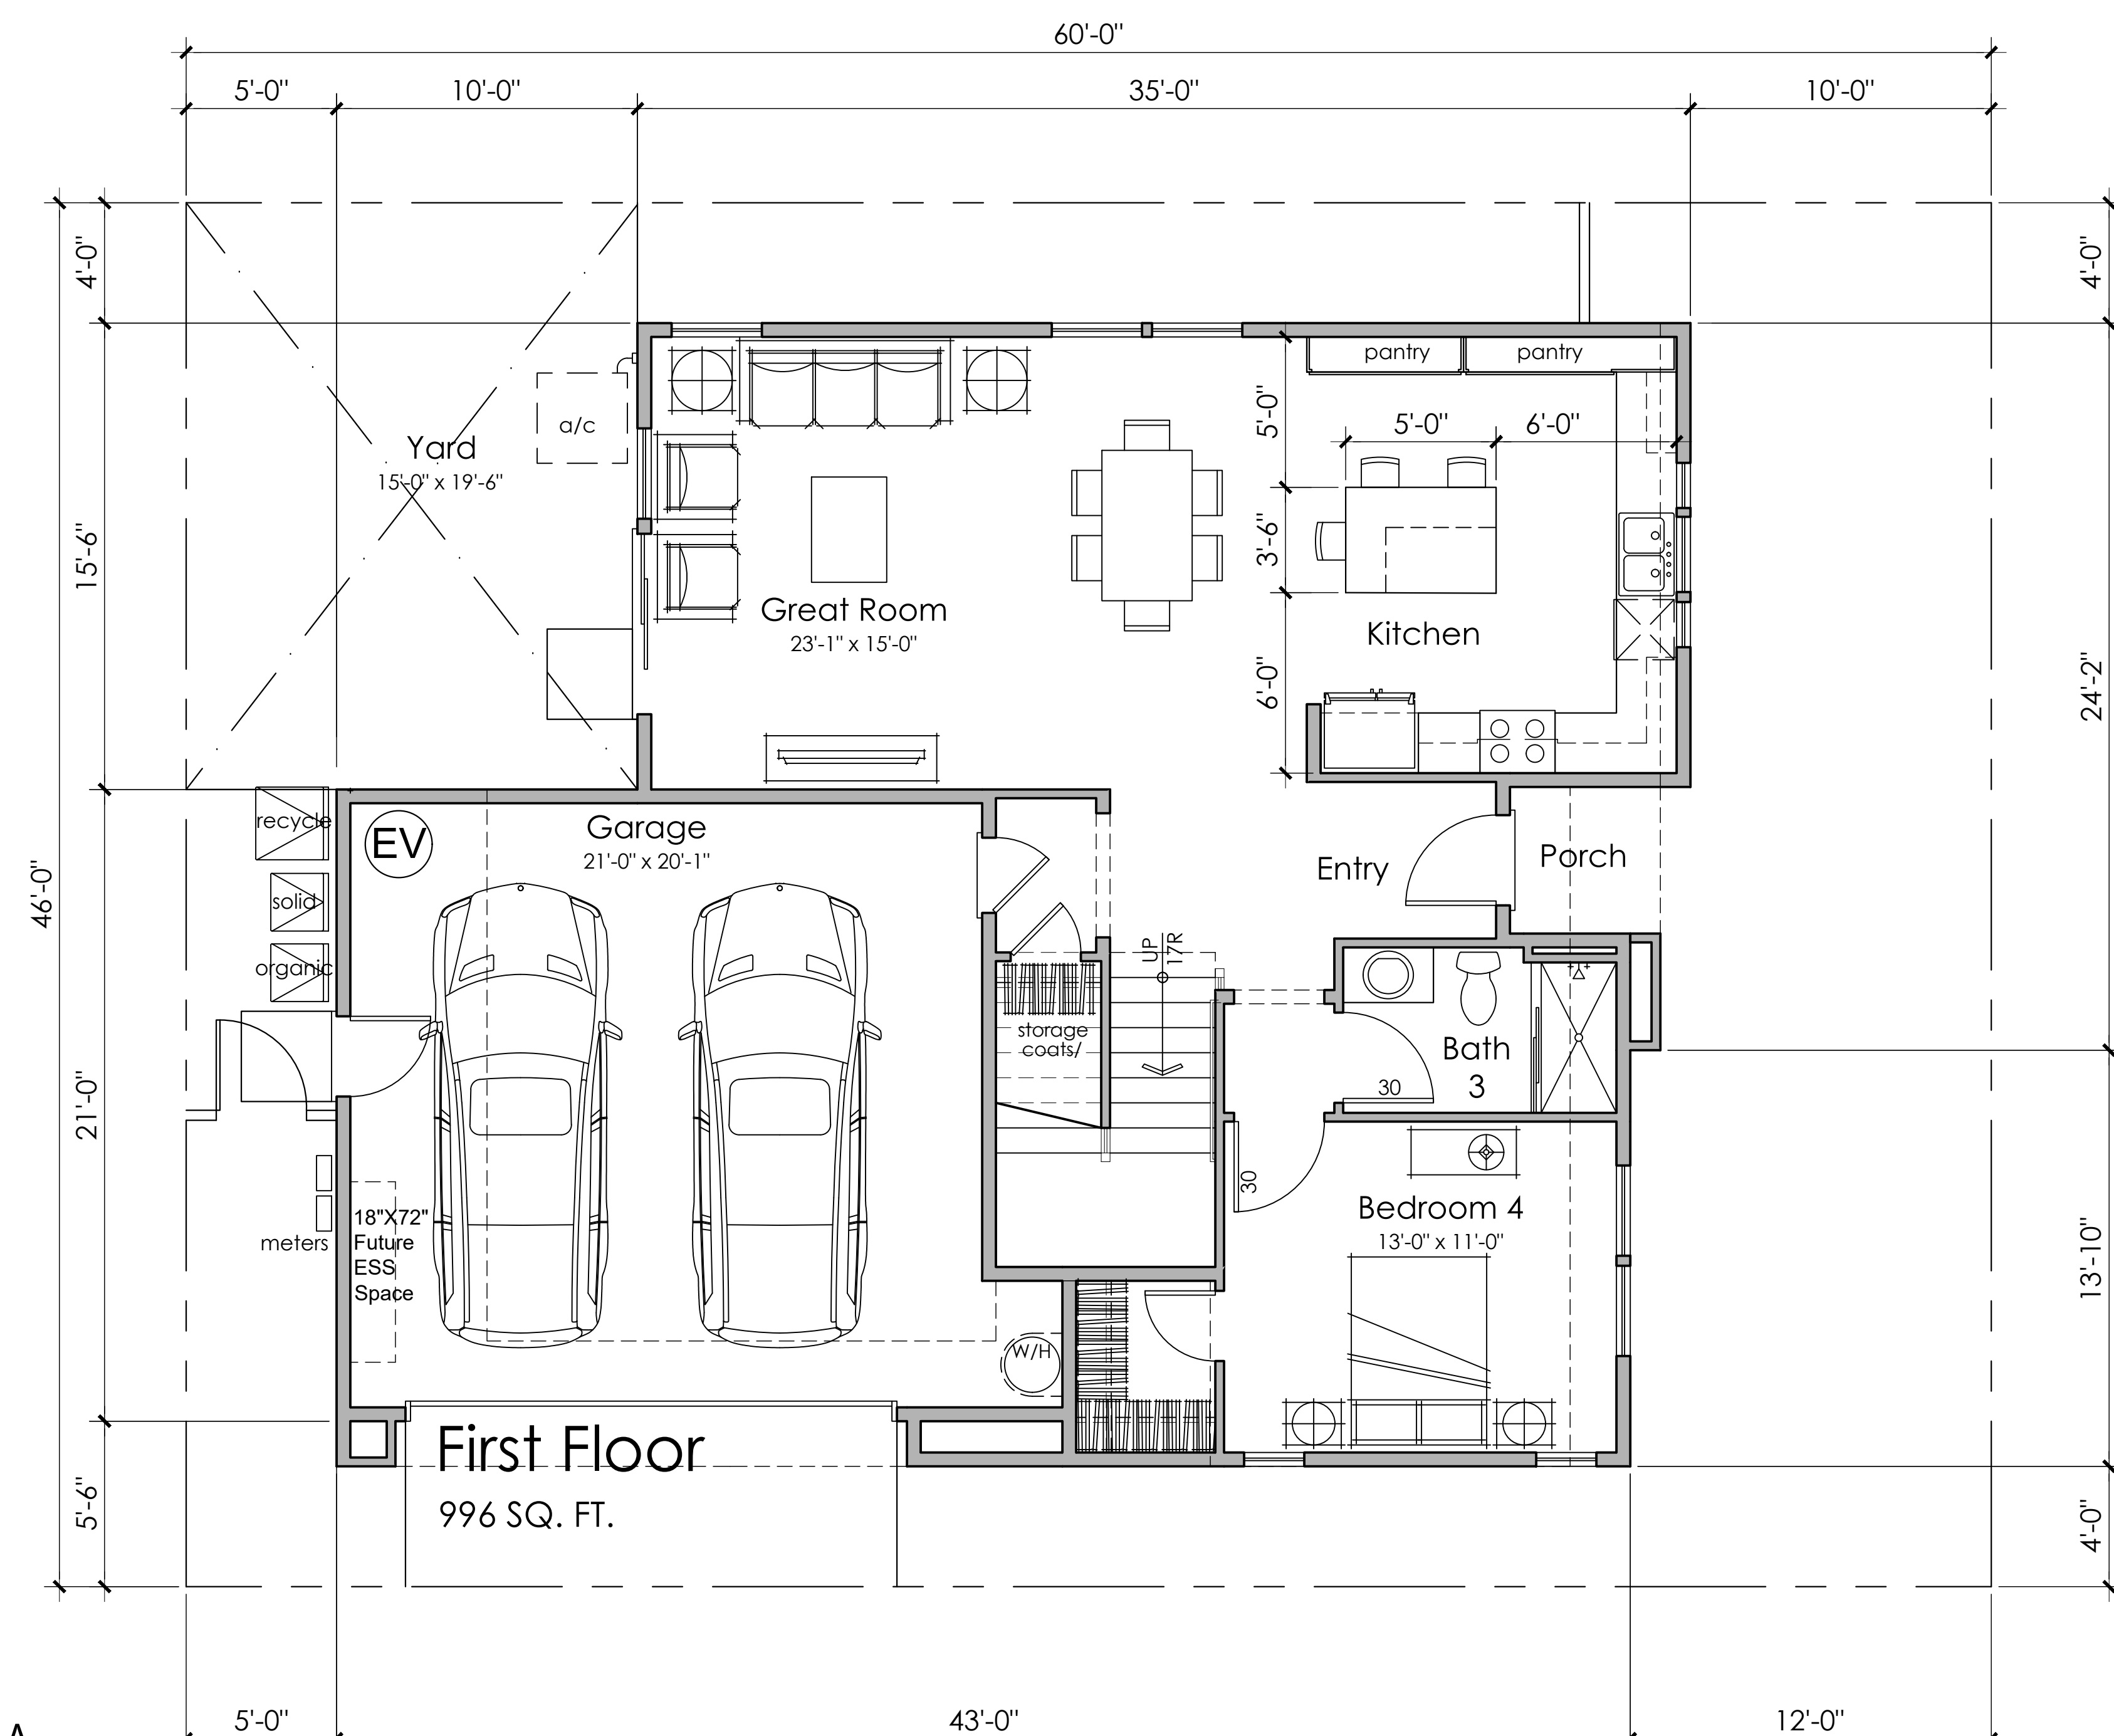 60'-0"
5'-0"
10'-0"
35'-0"
10'-0"
4'-0"
4'-0"
pantry
pantry
5'-0"
5'-0"
6'-0"
a/c
Yard
15'-0" x 19'-6"
15'-6"
3'-6"
Great Room
23'-1" x 15'-0"
Kitchen
6'-0"
24'-2"
recycle
EV
Garage
21'-0" x 20'-1"
Entry
Porch
46'-0"
solid
organic
UP
17R
storage
coats/
Bath
3
30
21'-0"
30
18"X72"
Future
ESS
Space
meters
Bedroom 4
13'-0" x 11'-0"
13'-10"
W/H
First Floor
996 SQ. FT.
5'-6"
4'-0"
5'-0"
43'-0"
12'-0"